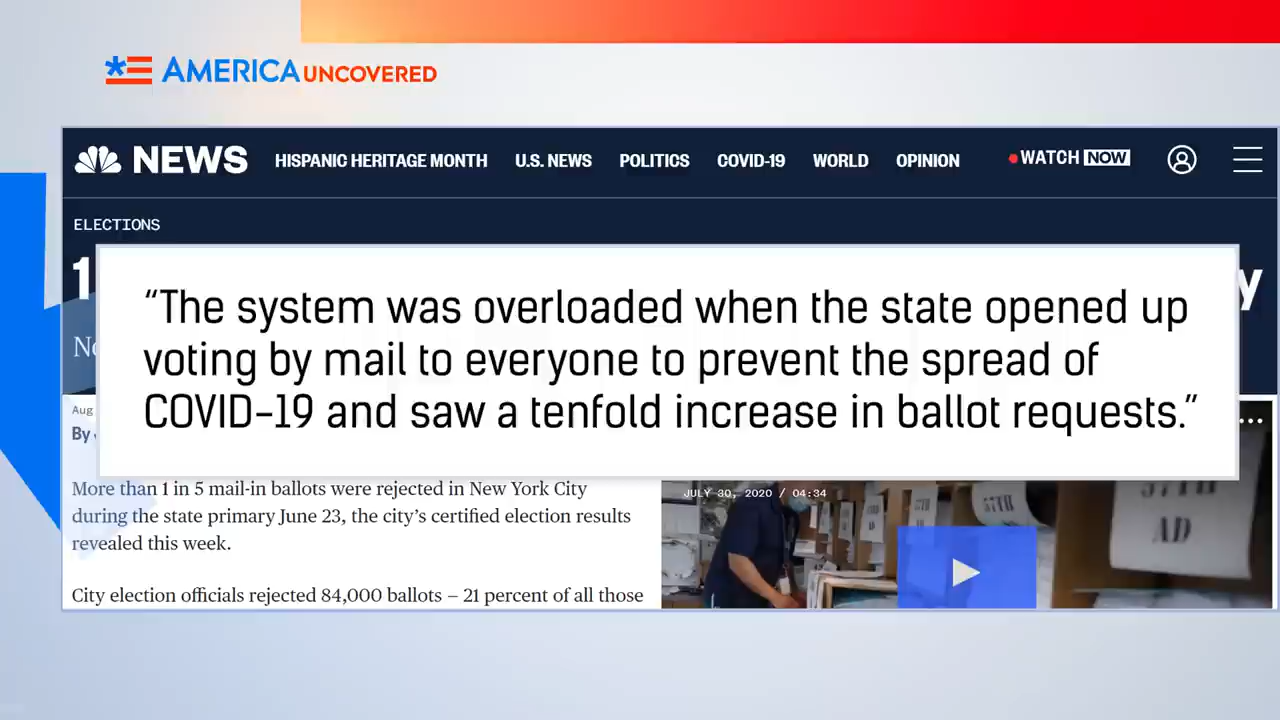 AMERICA UNCOVERED
NEWS HISPANIC HERITAGE MONTH U.S. NEWS POLITICS COVID-19 WORLD OPINION WATCH NOW
ELECTIONS
“The system was overloaded when the state opened up
voting by mail to everyone to prevent the spread of
COVID-19 and saw a tenfold increase in ballot requests.”
Aug
By
More than 1 in 5 mail-in ballots were rejected in New York City
during the state primary June 23, the city’s certified election results
revealed this week.
City election officials rejected 84,000 ballots – 21 percent of all those
JULY 30, 2020 / 04:34
57TH
AD
57TH
AD